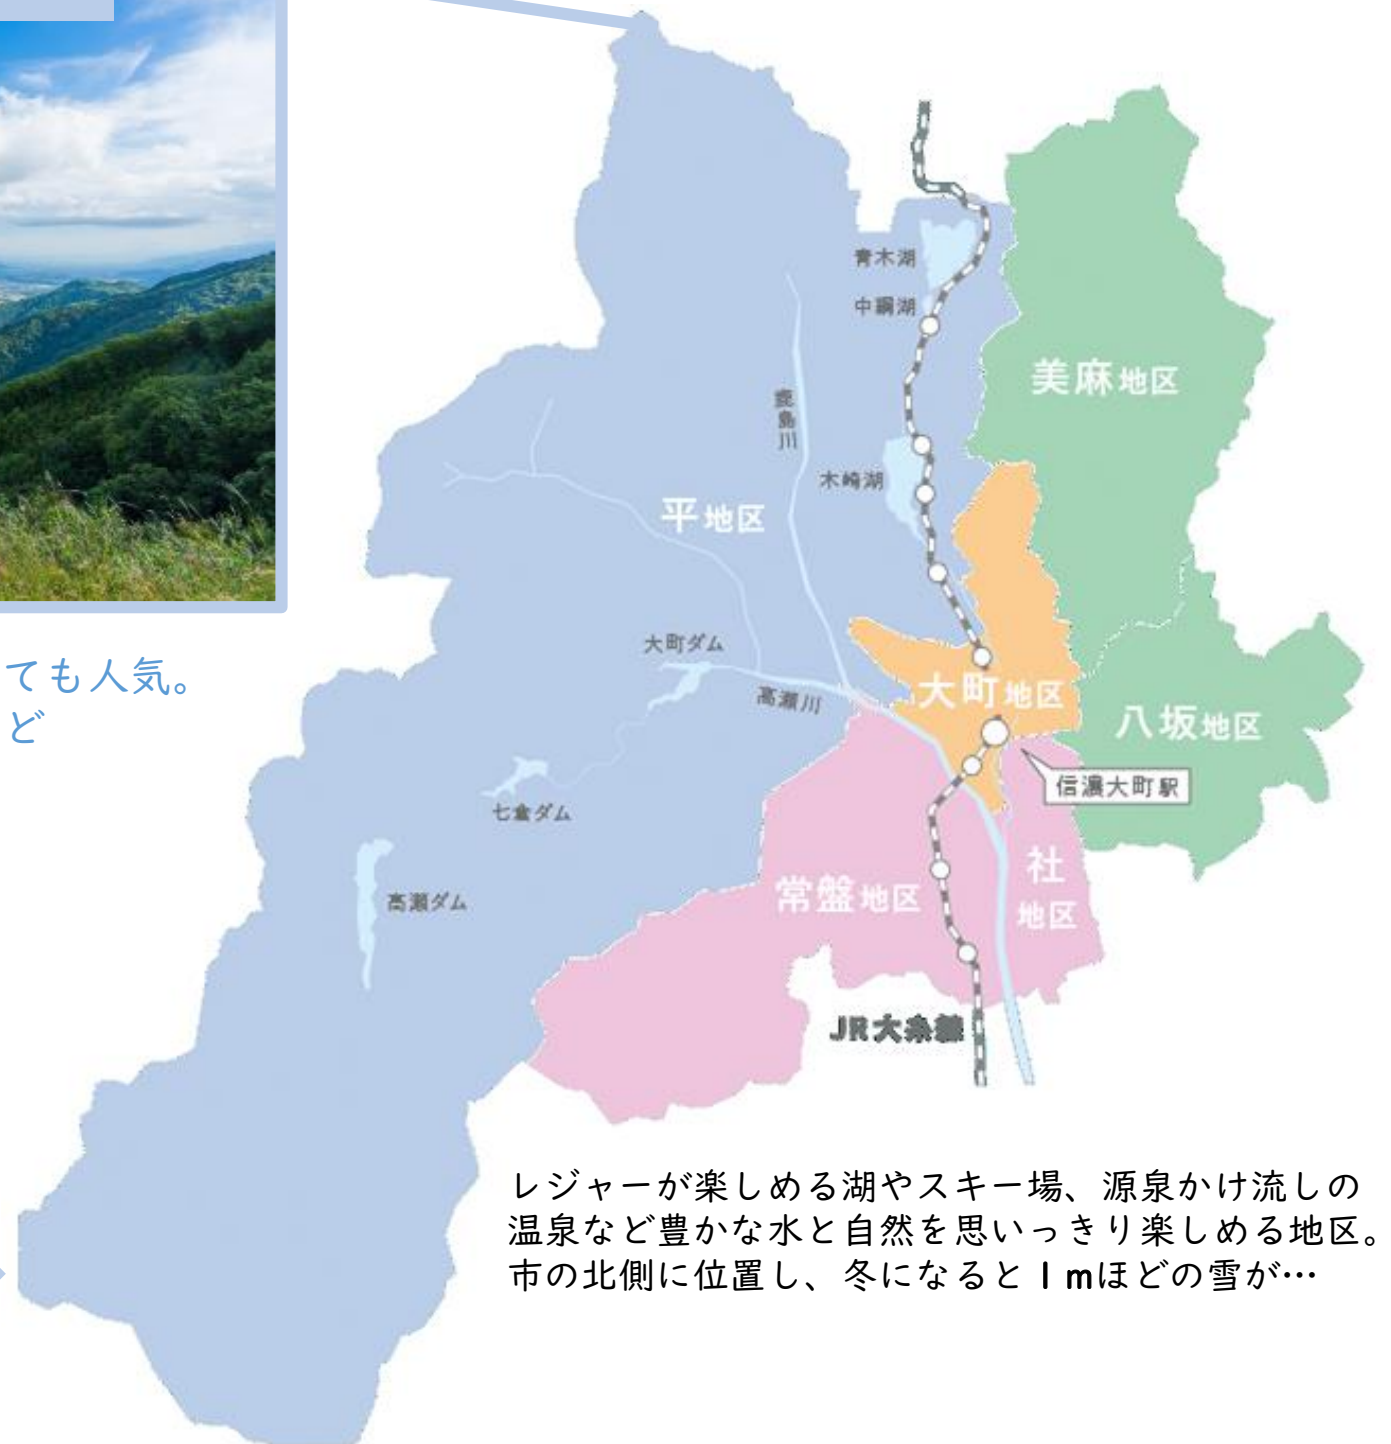 青木湖
中綱湖
美麻地区
鹿島川
木崎湖
平地区
大町ダム
ても人気。
ど
高瀬川
大町地区
八坂地区
信濃大町駅
七倉ダム
高瀬ダム
常盤地区
社
地区
JR大糸線
レジャーが楽しめる湖やスキー場、源泉かけ流しの
温泉など豊かな水と自然を思いっきり楽しめる地区。
市の北側に位置し、冬になると1mほどの雪が…